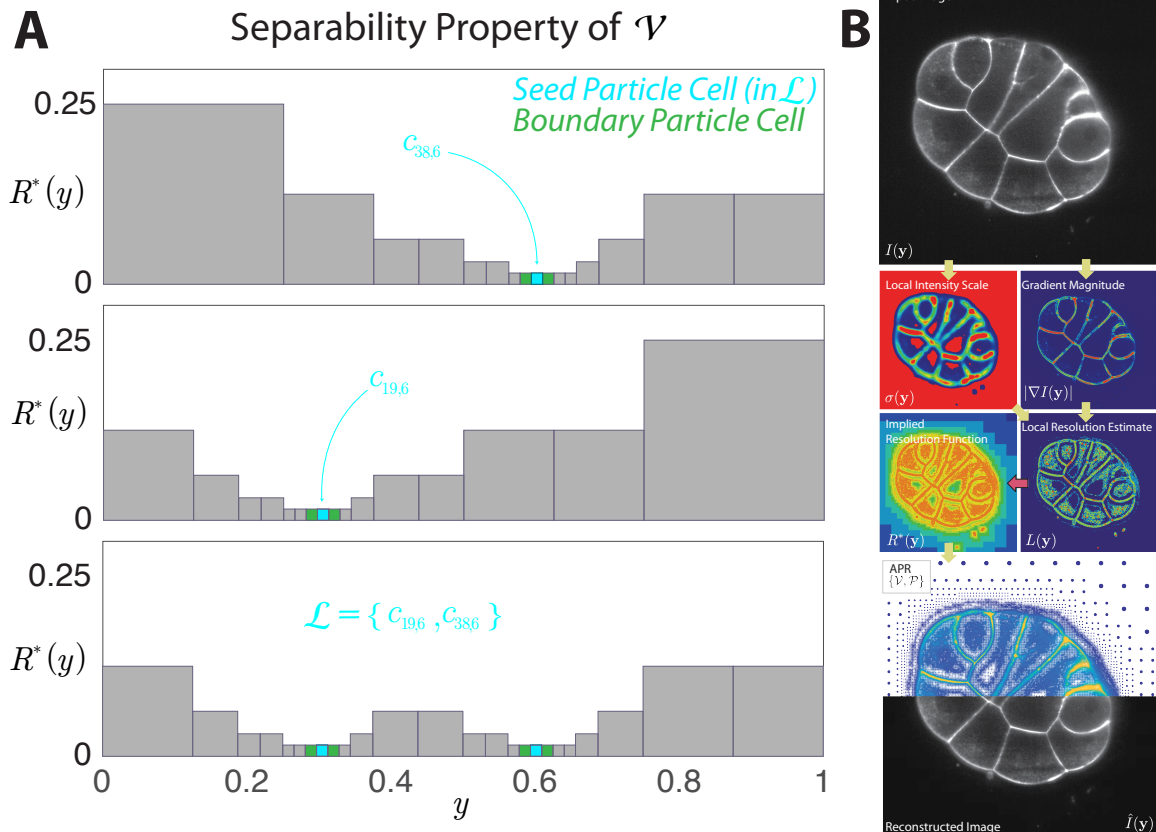 A
Separability Property of 𝒱
0.25
R*(y)
0
Seed Particle Cell (in ℒ)
Boundary Particle Cell
c38,6
0.25
R*(y)
0
c19,6
0.25
R*(y)
0
ℒ = { c19,6 , c38,6 }
0 0.2 0.4 0.6 0.8 1
y
B
I(y)
Local Intensity Scale
σ(y)
Gradient Magnitude
|∇I(y)|
Implied
Resolution Function
R*(y)
Local Resolution Estimate
L(y)
APR
{𝒱, 𝒫}
Reconstructed Image
Î(y)